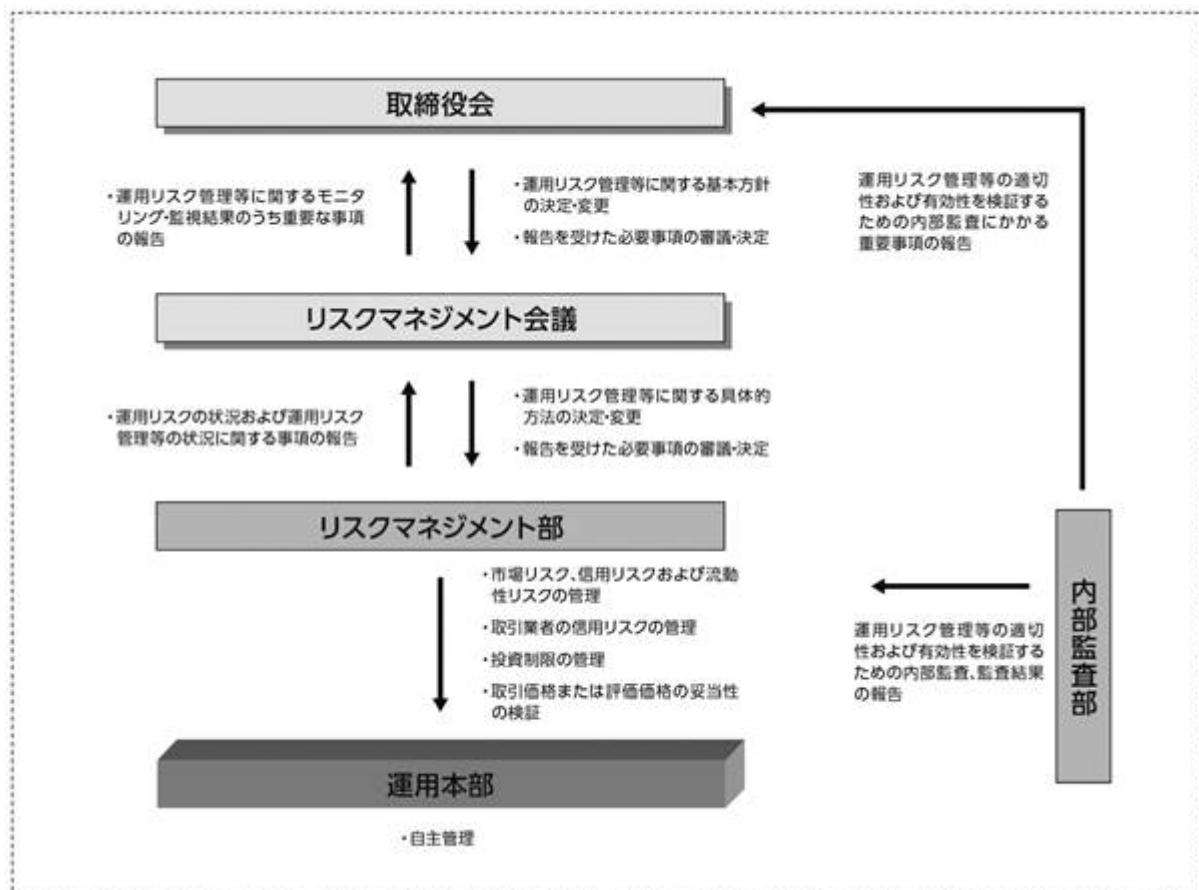 取締役会
・運用リスク管理等に関するモニタ
リング・監視結果のうち重要な事項
の報告
・運用リスク管理等に関する基本方針
の決定・変更
・報告を受けた必要事項の審議・決定
運用リスク管理等の適切
性および有効性を検証する
ための内部監査にかかる
重要事項の報告
リスクマネジメント会議
・運用リスクの状況および運用リスク
管理等の状況に関する事項の報告
・運用リスク管理等に関する具体的
方法の決定・変更
・報告を受けた必要事項の審議・決定
リスクマネジメント部
・市場リスク、信用リスクおよび流動
性リスクの管理
・取引業者の信用リスクの管理
・投資制限の管理
・取引価格または評価価格の妥当性
の検証
運用リスク管理等の適切
性および有効性を検証する
ための内部監査、監査結果
の報告
内部監査部
運用本部
・自主管理